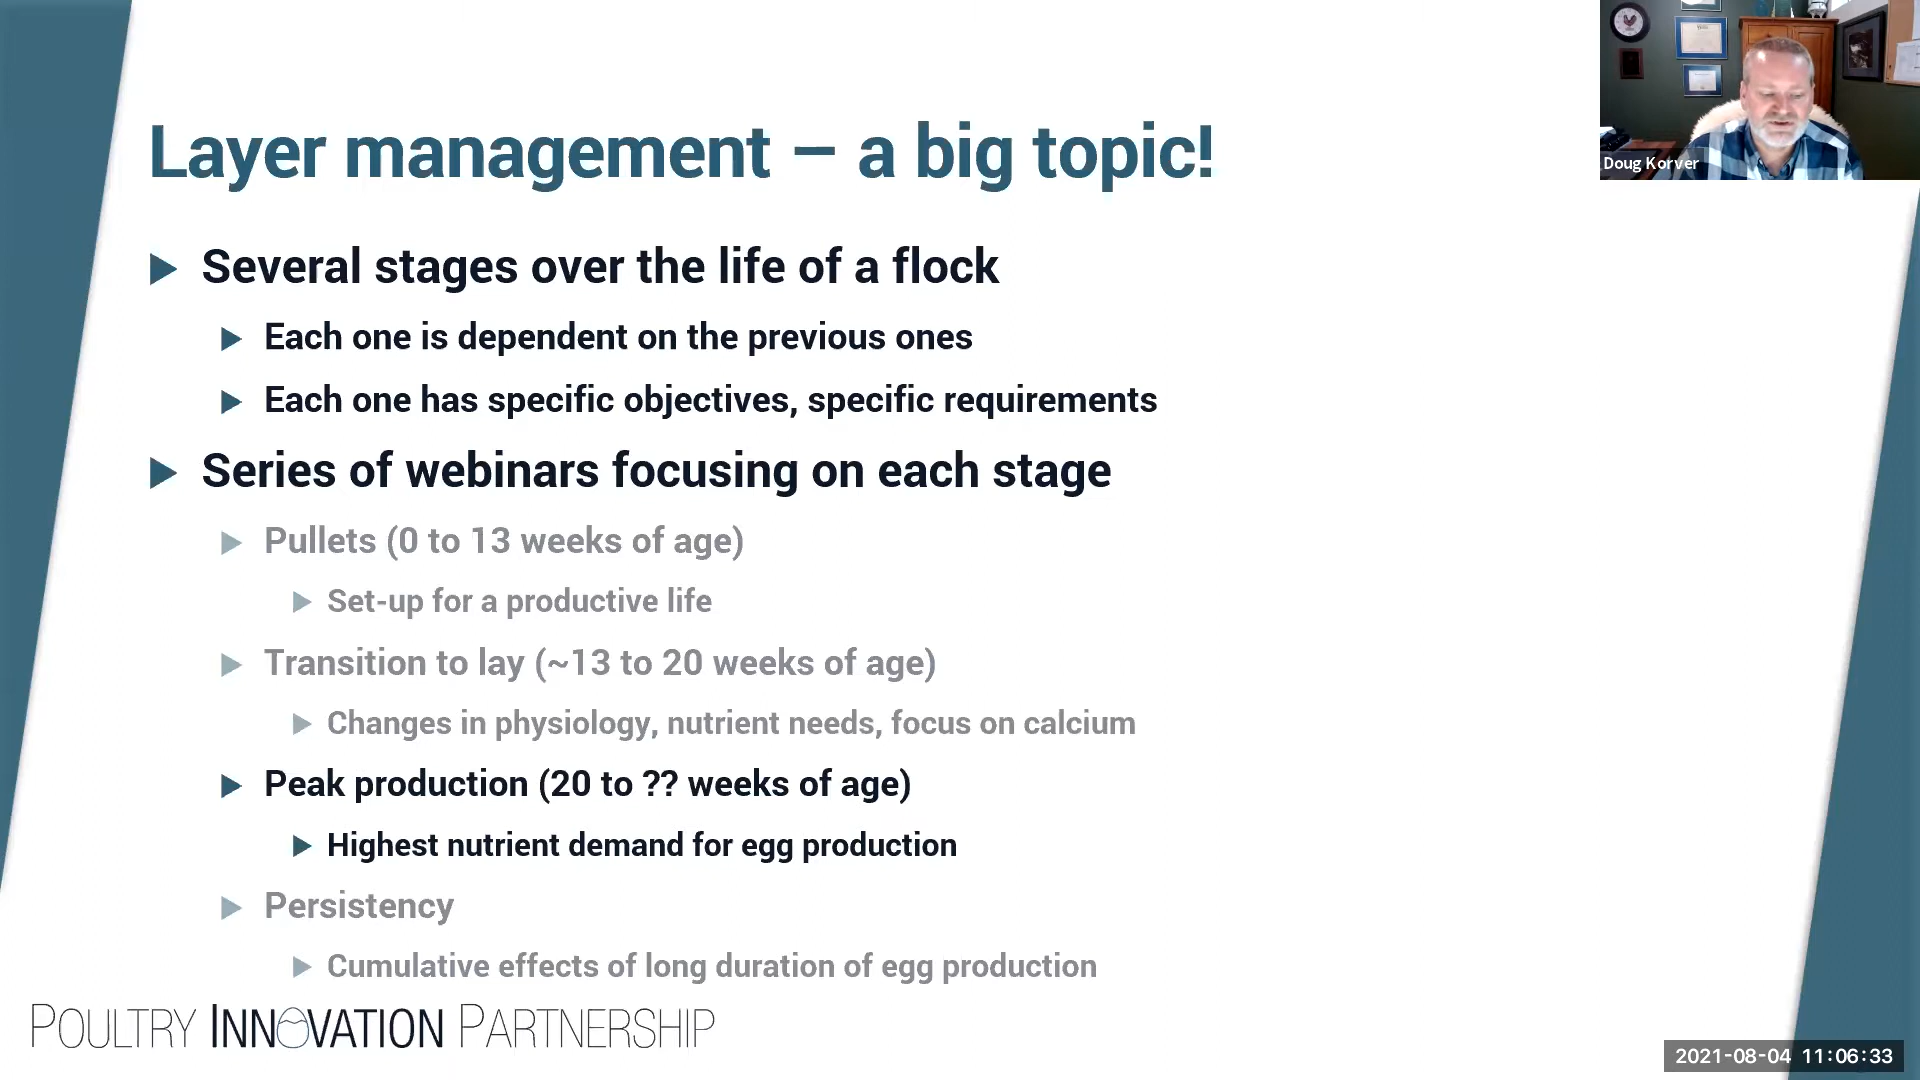 Layer management – a big topic!
Doug Korver
Several stages over the life of a flock
Each one is dependent on the previous ones
Each one has specific objectives, specific requirements
Series of webinars focusing on each stage
Pullets (0 to 13 weeks of age)
Set-up for a productive life
Transition to lay (~13 to 20 weeks of age)
Changes in physiology, nutrient needs, focus on calcium
Peak production (20 to ?? weeks of age)
Highest nutrient demand for egg production
Persistency
Cumulative effects of long duration of egg production
POULTRY INNOVATION PARTNERSHIP
2021-08-04 11:06:33